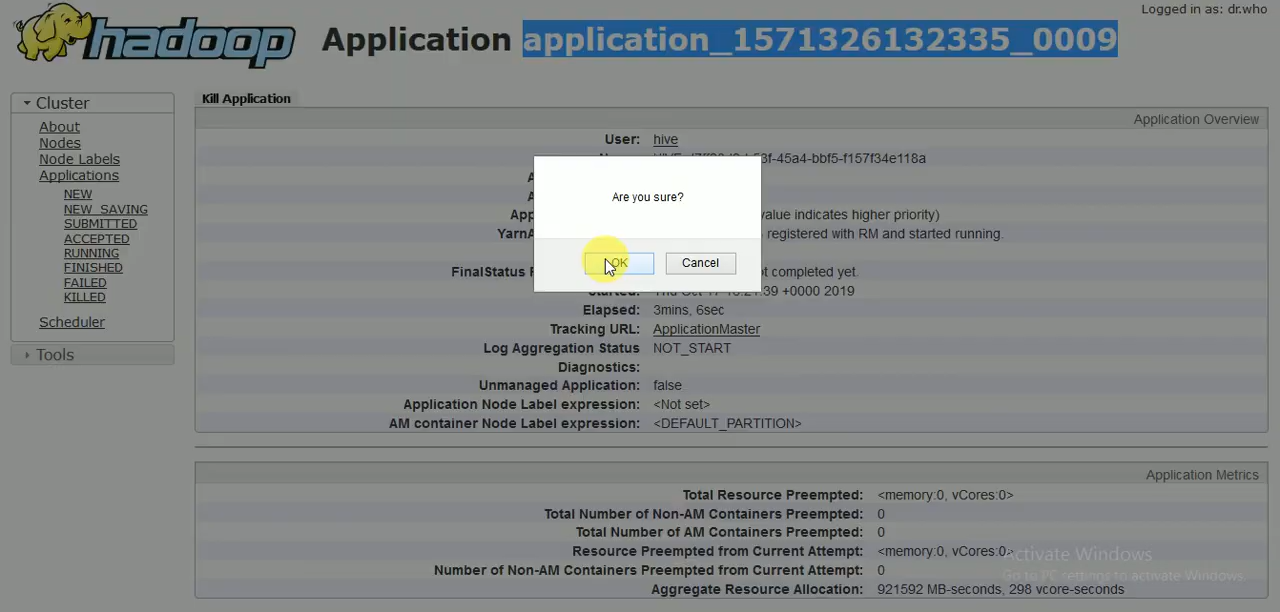 Logged in as: dr.who
hadoop
Application application_1571326132335_0009
Cluster
About
Nodes
Node Labels
Applications
NEW
NEW_SAVING
SUBMITTED
ACCEPTED
RUNNING
FINISHED
FAILED
KILLED
Scheduler
Tools
Kill Application
Application Overview
User: hive
45a4-bbf5-f157f34e118a
value indicates higher priority)
registered with RM and started running.
FinalStatus completed yet.
Started: +0000 2019
Elapsed: 3mins, 6sec
Tracking URL: ApplicationMaster
Log Aggregation Status NOT_START
Diagnostics:
Unmanaged Application: false
Application Node Label expression: <Not set>
AM container Node Label expression: <DEFAULT_PARTITION>
Are you sure?
OK Cancel
Application Metrics
Total Resource Preempted: <memory:0, vCores:0>
Total Number of Non-AM Containers Preempted: 0
Total Number of AM Containers Preempted: 0
Resource Preempted from Current Attempt: <memory:0, vCores:0>
Number of Non-AM Containers Preempted from Current Attempt: 0
Aggregate Resource Allocation: 921592 MB-seconds, 298 vcore-seconds
Activate Windows
Go to PC settings to activate Windows.